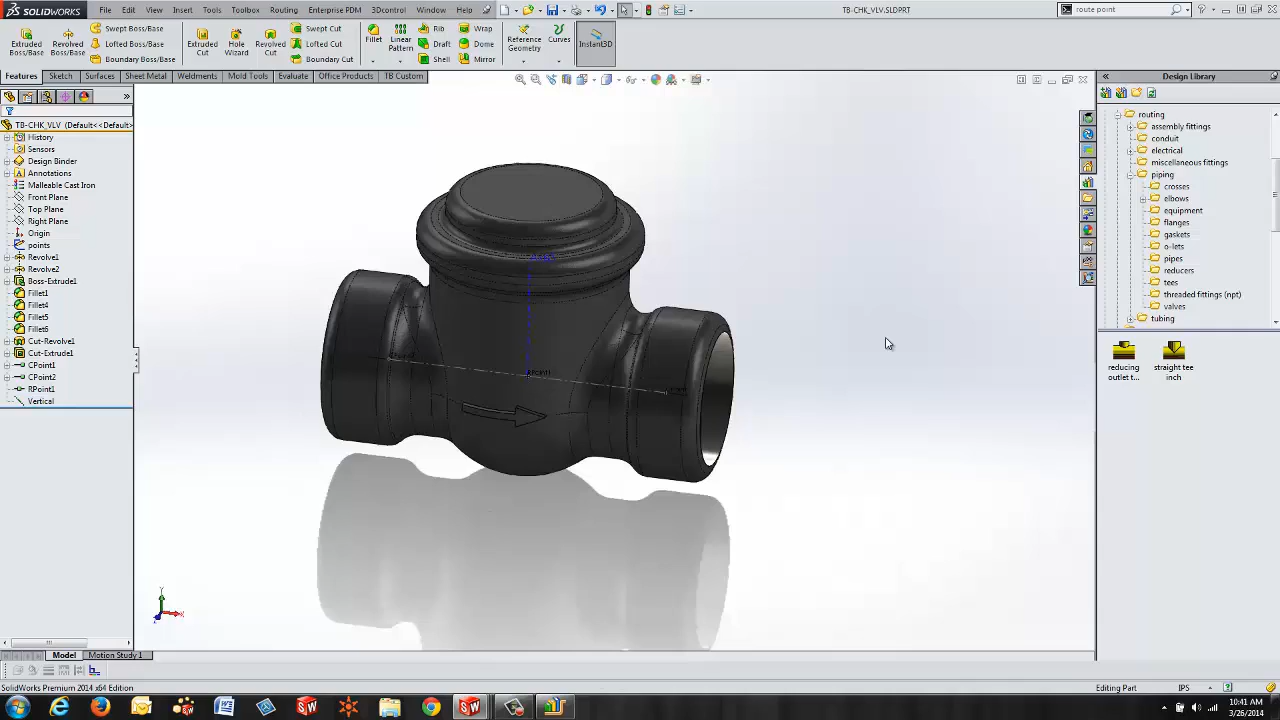 SOLIDWORKS File Edit View Insert Tools Toolbox Routing Enterprise PDM 3Dcontrol Window Help TB-CHK_VLV.SLDPRT route point
Extruded Boss/Base
Revolved Boss/Base
Swept Boss/Base
Lofted Boss/Base
Boundary Boss/Base
Extruded Cut
Hole Wizard
Revolved Cut
Swept Cut
Lofted Cut
Boundary Cut
Fillet
Linear Pattern
Rib
Draft
Shell
Wrap
Dome
Mirror
Reference Geometry
Curves
Instant3D
Features Sketch Surfaces Sheet Metal Weldments Mold Tools Evaluate Office Products TB Custom
TB-CHK_VLV (Default<<Default>
History
Sensors
Design Binder
Annotations
Malleable Cast Iron
Front Plane
Top Plane
Right Plane
Origin
points
Revolve1
Revolve2
Boss-Extrude1
Fillet1
Fillet4
Fillet5
Fillet6
Cut-Revolve1
Cut-Extrude1
CPoint1
CPoint2
RPoint1
Vertical
RPoint1
Design Library
routing
assembly fittings
conduit
electrical
miscellaneous fittings
piping
crosses
elbows
equipment
flanges
gaskets
o-lets
pipes
reducers
tees
threaded fittings (npt)
valves
tubing
reducing outlet t...
straight tee inch
Model Motion Study 1
SolidWorks Premium 2014 x64 Edition
Editing Part
IPS
10:41 AM
3/26/2014